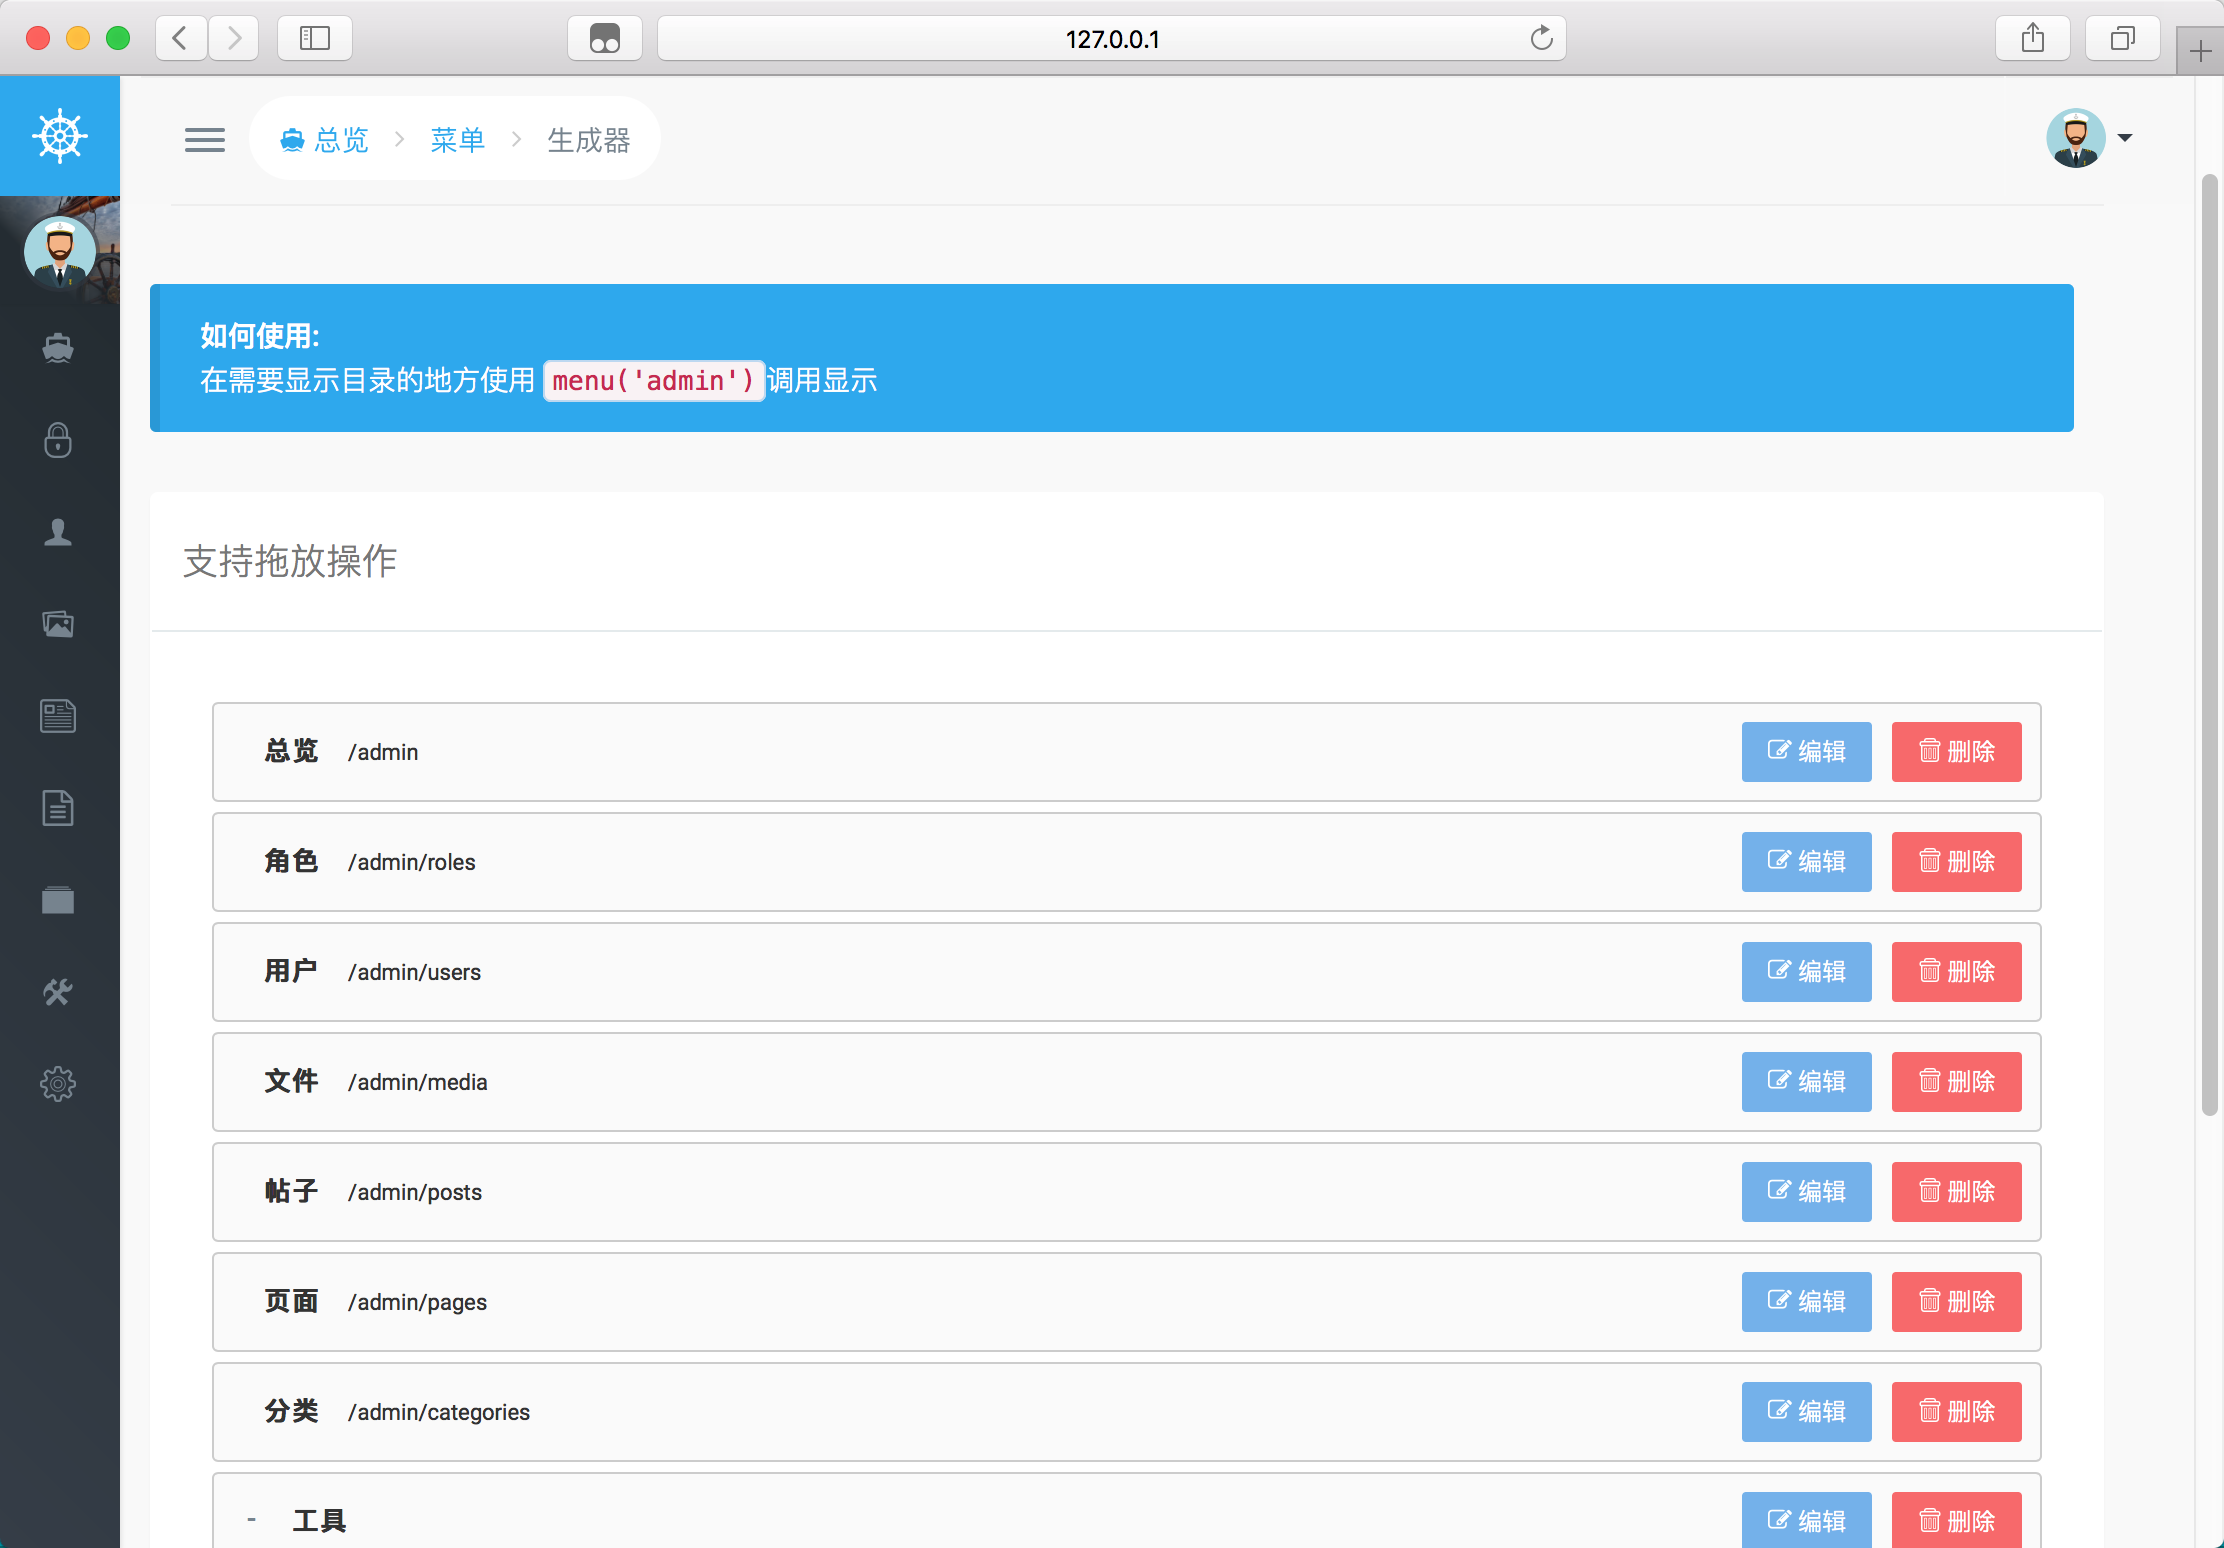 127.0.0.1
总览 菜单 生成器
如何使用:
在需要显示目录的地方使用 menu('admin') 调用显示
支持拖放操作
总览 /admin 编辑 删除
角色 /admin/roles 编辑 删除
用户 /admin/users 编辑 删除
文件 /admin/media 编辑 删除
帖子 /admin/posts 编辑 删除
页面 /admin/pages 编辑 删除
分类 /admin/categories 编辑 删除
- 工具 编辑 删除